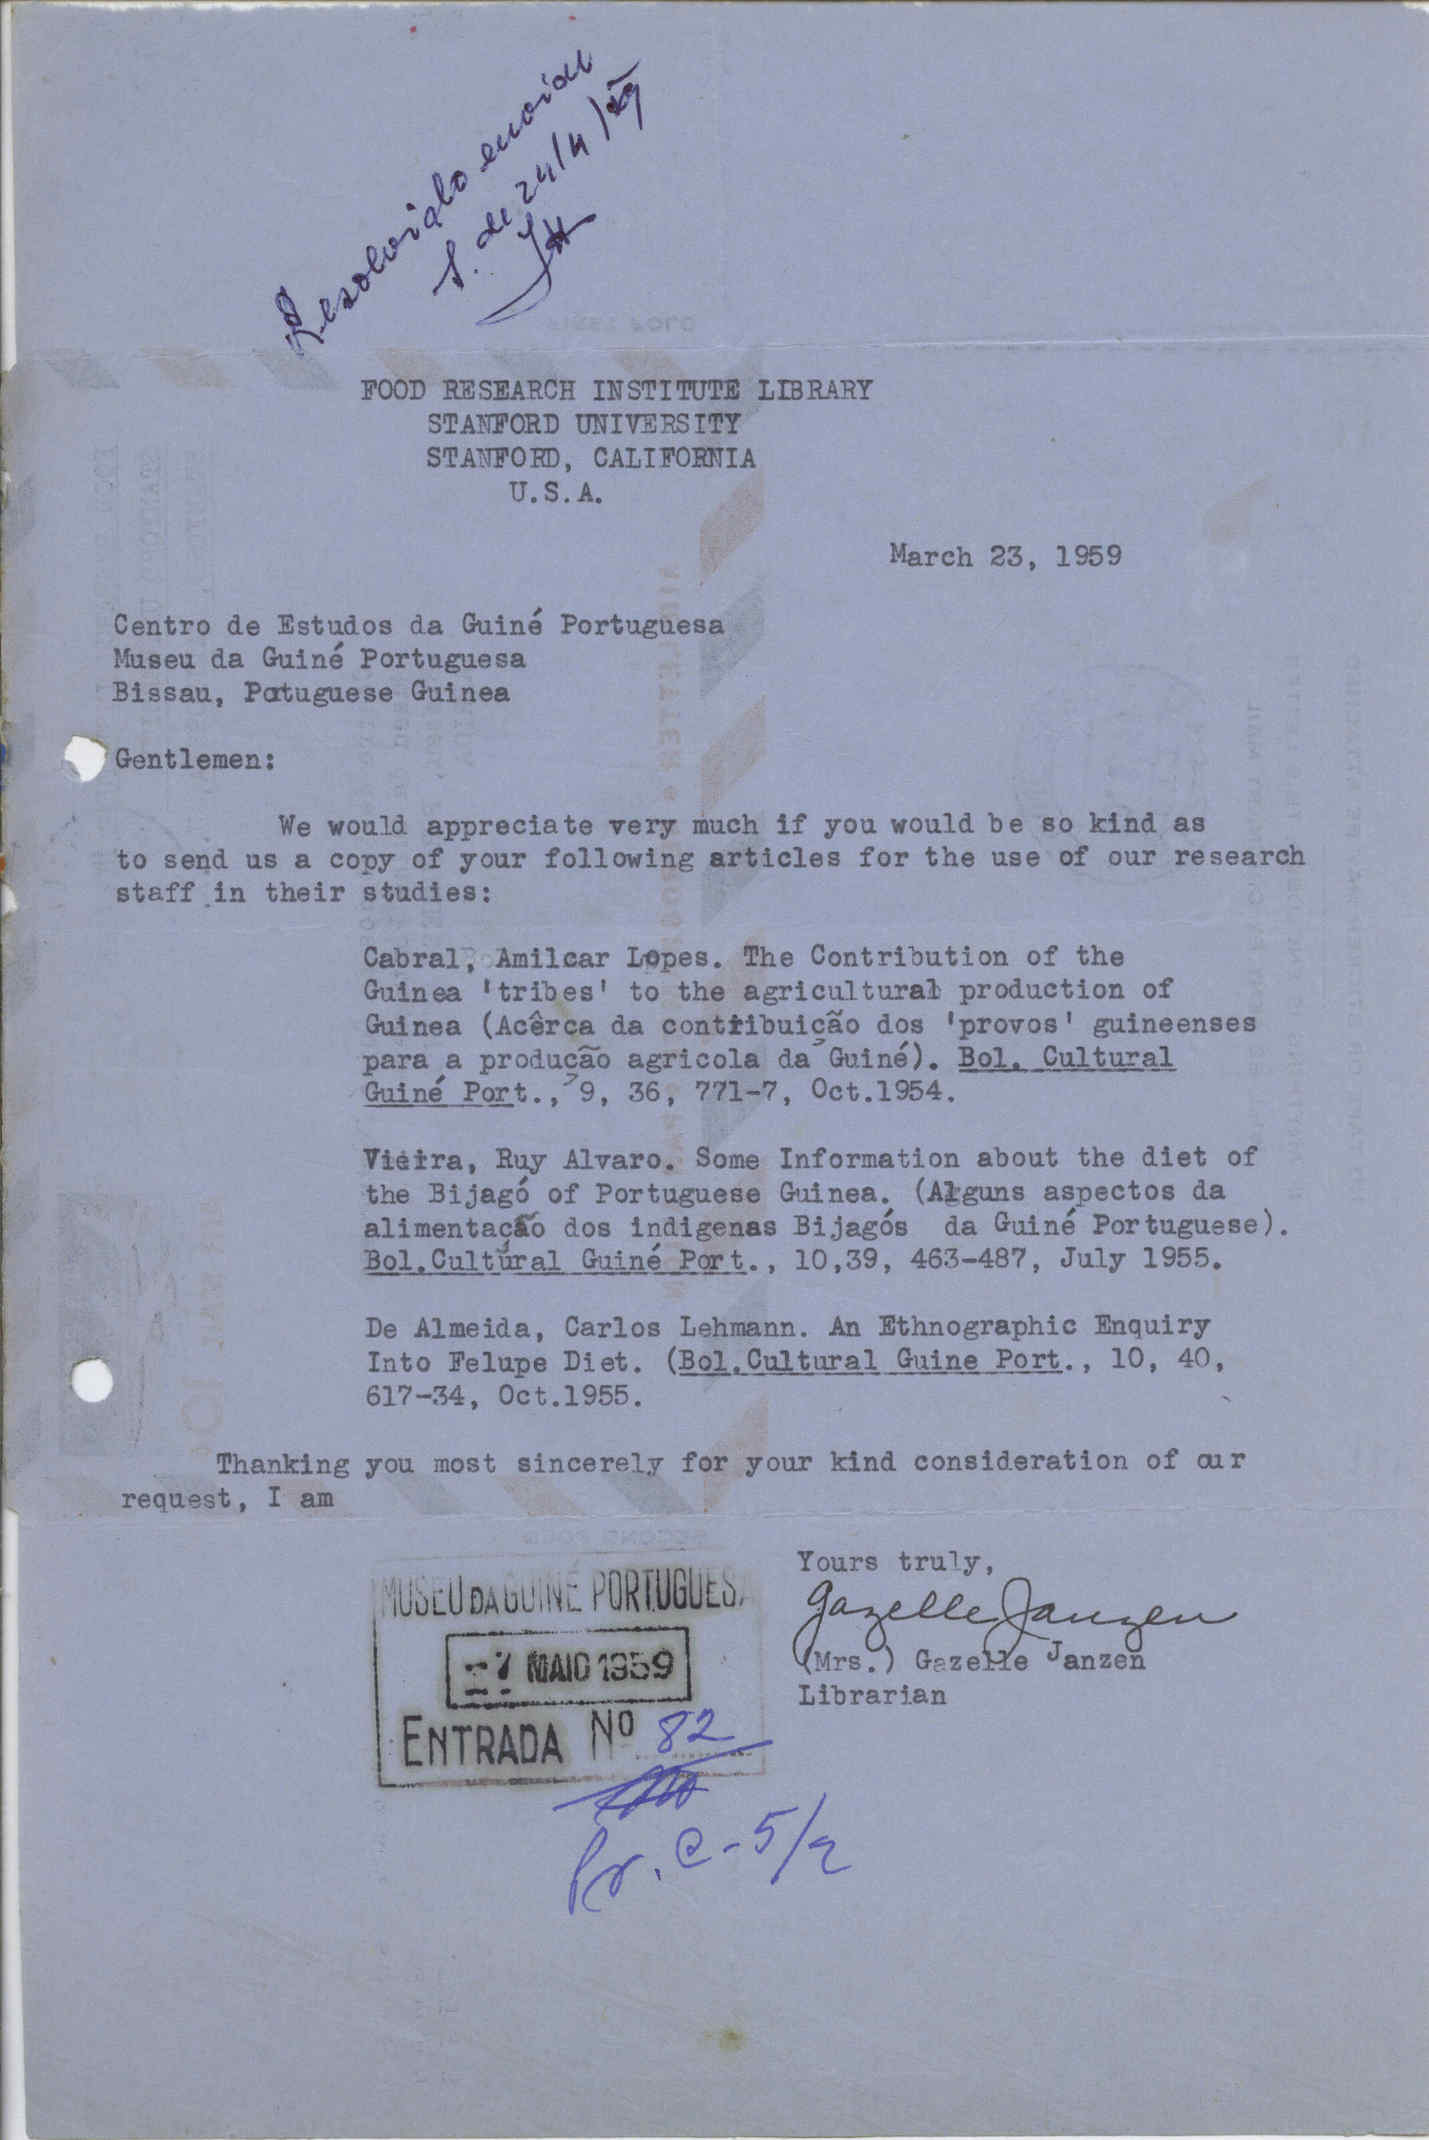 Resolvido enviar
S. de 24/4/59
FOOD RESEARCH INSTITUTE LIBRARY
STANFORD UNIVERSITY
STANFORD, CALIFORNIA
U.S.A.
March 23, 1959
Centro de Estudos da Guiné Portuguesa
Museu da Guiné Portuguesa
Bissau, Potuguese Guinea
Gentlemen:
We would appreciate very much if you would be so kind as
to send us a copy of your following articles for the use of our research
staff in their studies:
Cabral, Amilcar Lopes. The Contribution of the
Guinea 'tribes' to the agricultural production of
Guinea (Acêrca da contribuição dos 'provos' guineenses
para a produção agricola da Guiné). Bol. Cultural
Guiné Port., 9, 36, 771-7, Oct.1954.
Vieira, Ruy Alvaro. Some Information about the diet of
the Bijagó of Portuguese Guinea. (Alguns aspectos da
alimentação dos indigenas Bijagós da Guiné Portuguese).
Bol.Cultural Guiné Port., 10,39, 463-487, July 1955.
De Almeida, Carlos Lehmann. An Ethnographic Enquiry
Into Felupe Diet. (Bol.Cultural Guine Port., 10, 40,
617-34, Oct.1955.
Thanking you most sincerely for your kind consideration of our
request, I am
Yours truly,
Gazelle Janzen
(Mrs.) Gazelle Janzen
Librarian
MUSEU DA GUINÉ PORTUGUESA
-7 MAIO 1959
ENTRADA Nº 82
Pr. C-5/2